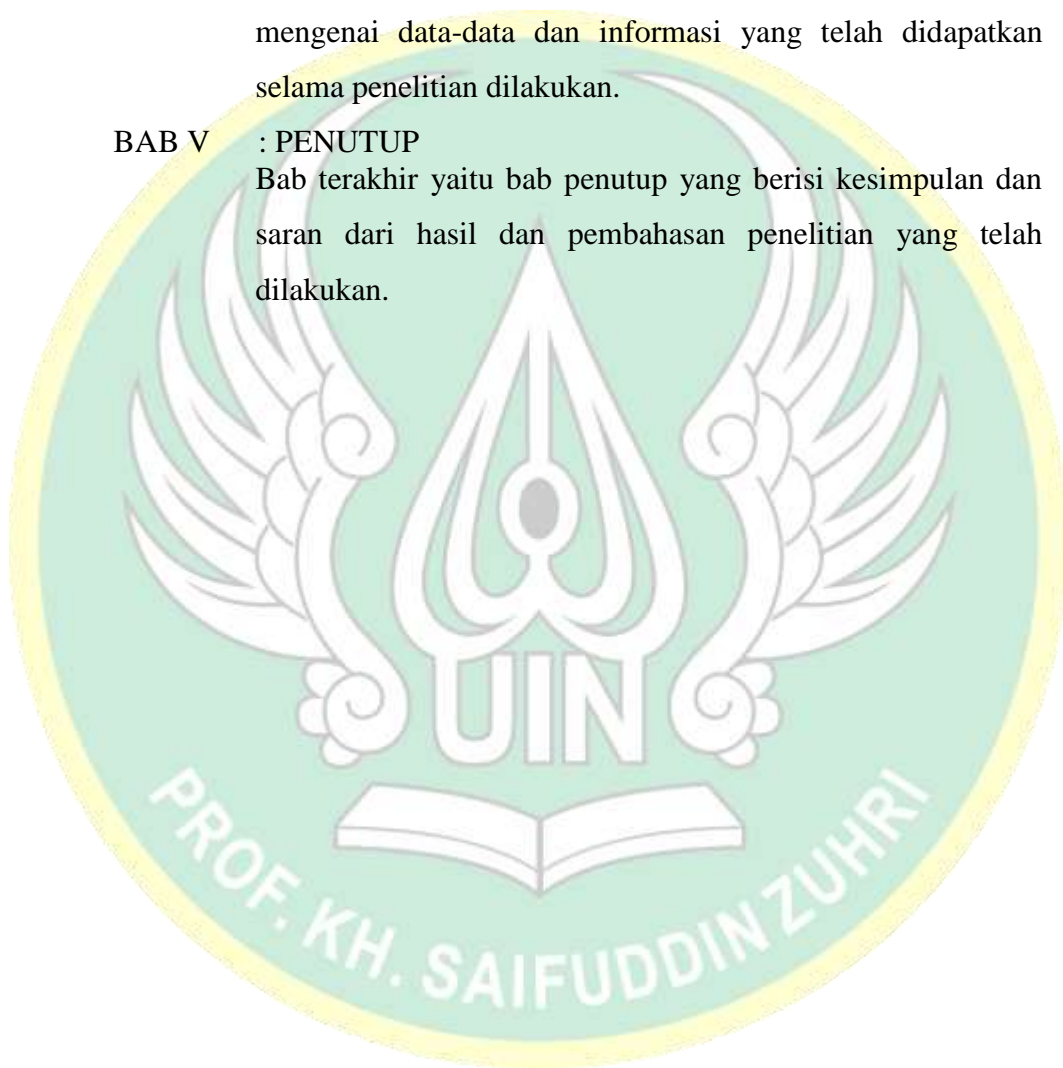 mengenai data-data dan informasi yang telah didapatkan
selama penelitian dilakukan.
BAB V : PENUTUP
Bab terakhir yaitu bab penutup yang berisi kesimpulan dan
saran dari hasil dan pembahasan penelitian yang telah
dilakukan.
UIN
PROF. KH. SAIFUDDIN ZUHRI